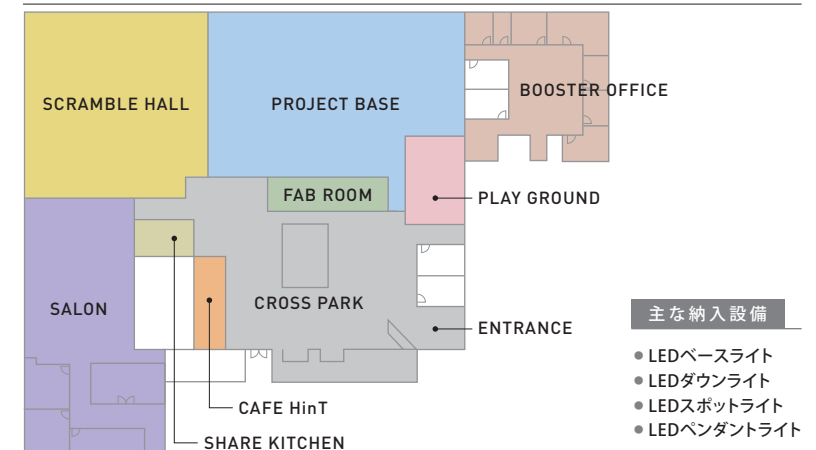 SCRAMBLE HALL
PROJECT BASE
BOOSTER OFFICE
FAB ROOM
PLAY GROUND
SALON
CROSS PARK
ENTRANCE
CAFE HinT
SHARE KITCHEN
主な納入設備
● LEDベースライト
● LEDダウンライト
● LEDスポットライト
● LEDペンダントライト